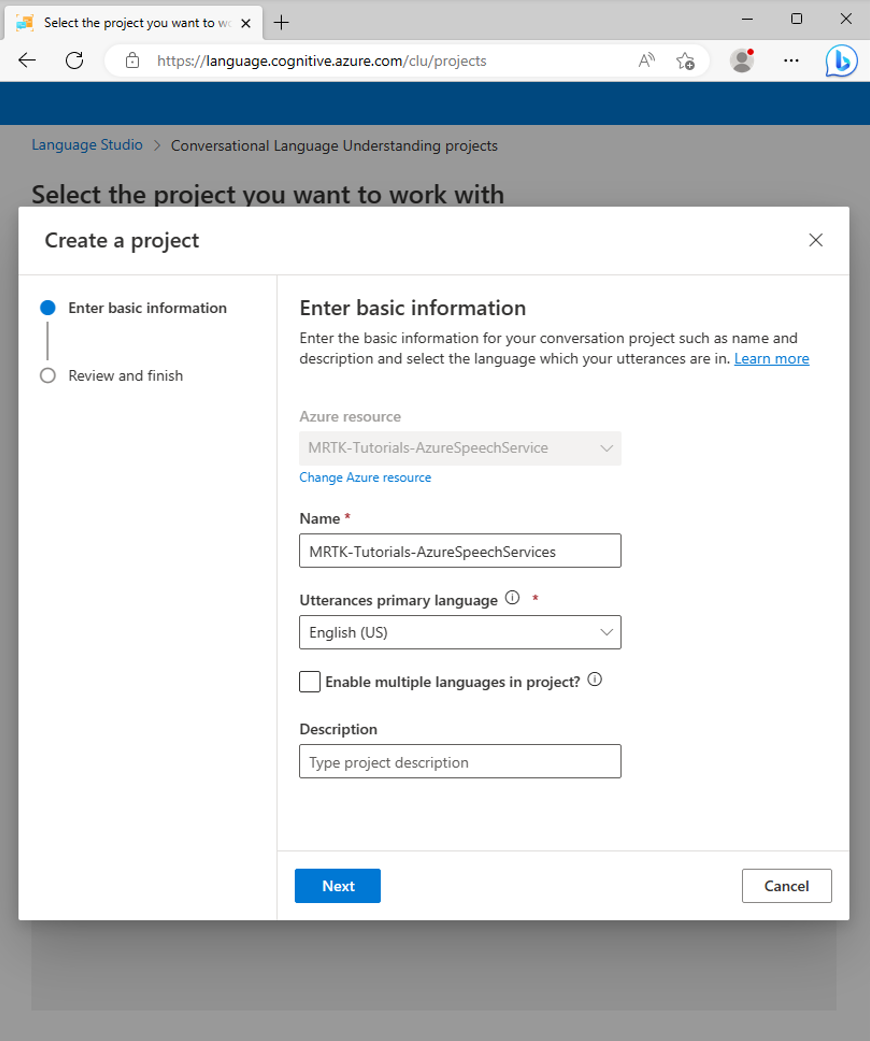 Select the project you want to wo
https://language.cognitive.azure.com/clu/projects
Language Studio > Conversational Language Understanding projects
Select the project you want to work with
Create a project
Enter basic information
Review and finish
Enter basic information
Enter the basic information for your conversation project such as name and
description and select the language which your utterances are in. Learn more
Azure resource
MRTK-Tutorials-AzureSpeechService
Change Azure resource
Name *
MRTK-Tutorials-AzureSpeechServices
Utterances primary language *
English (US)
Enable multiple languages in project?
Description
Type project description
Next
Cancel